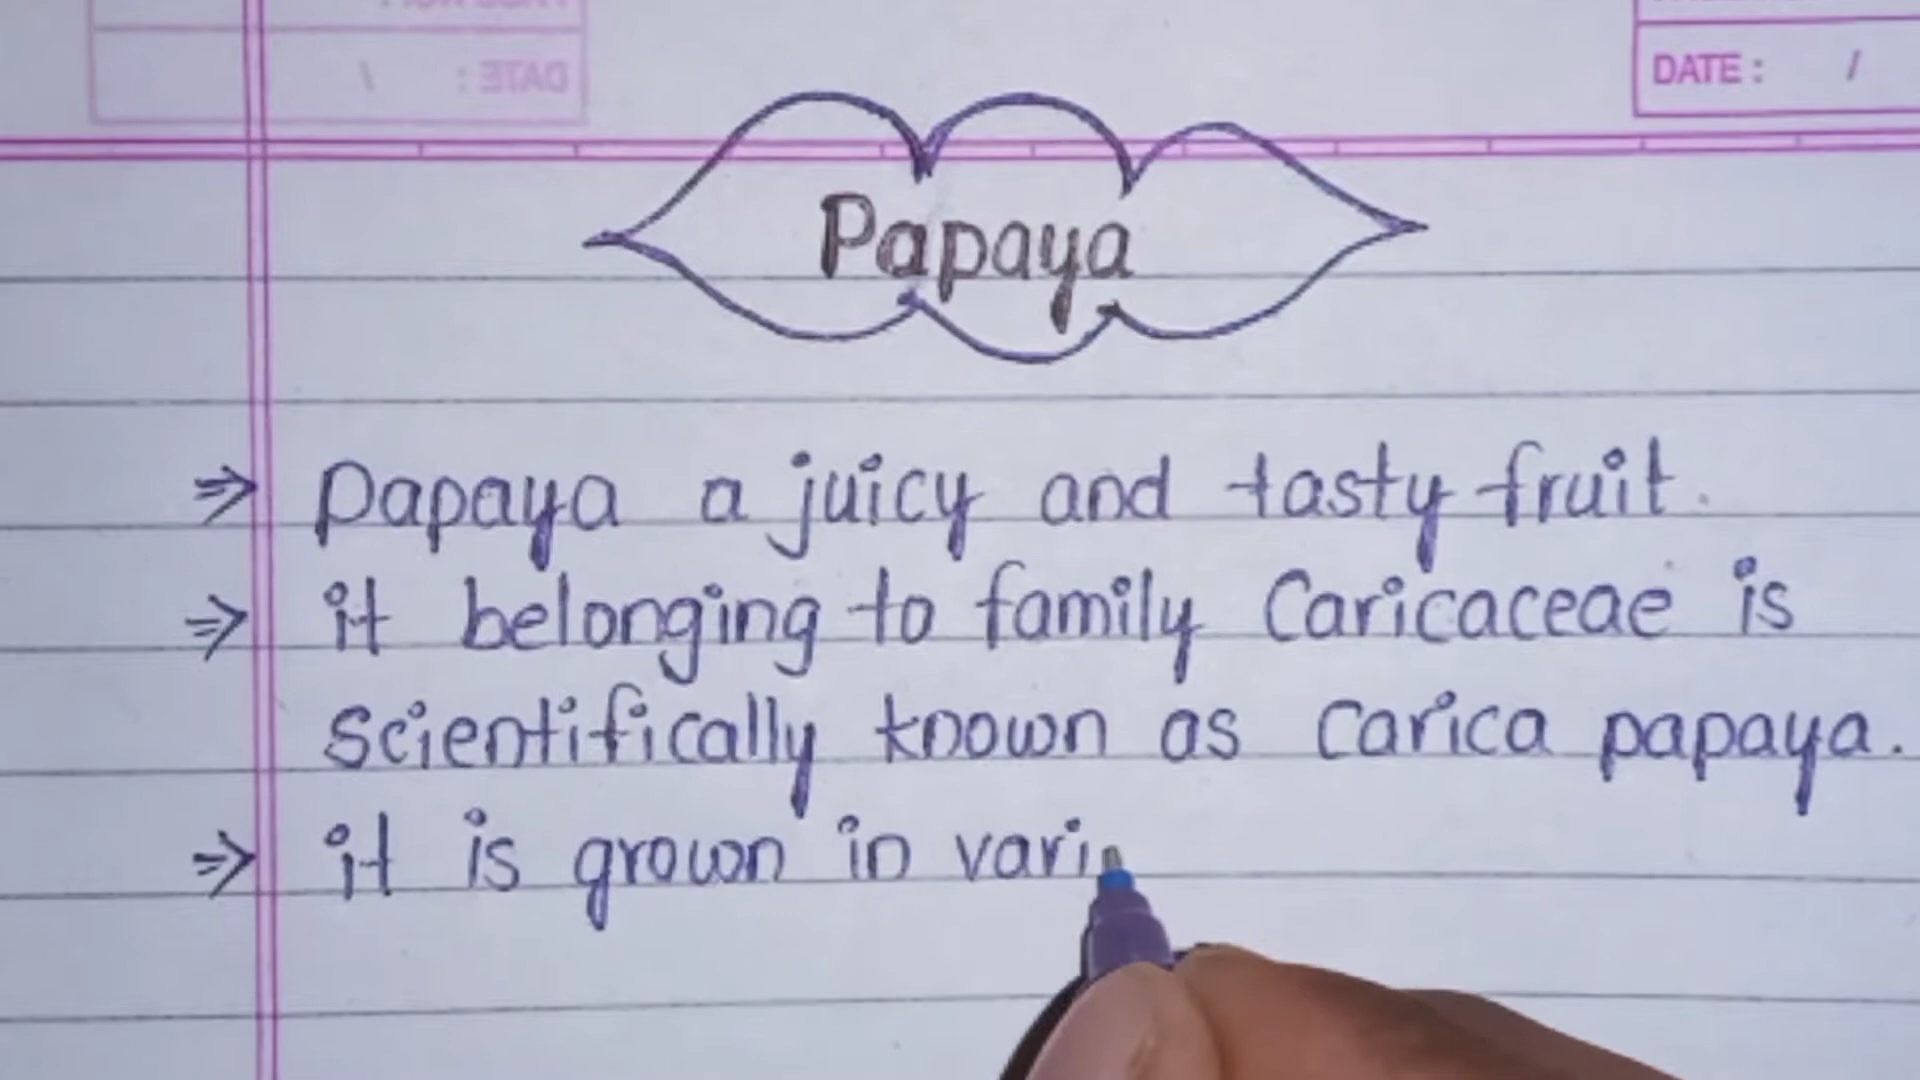 DATE : /
Papaya
⇒ Papaya a juicy and tasty fruit.
⇒ it belonging to family Caricaceae is
scientifically known as carica papaya.
⇒ it is grown in vari